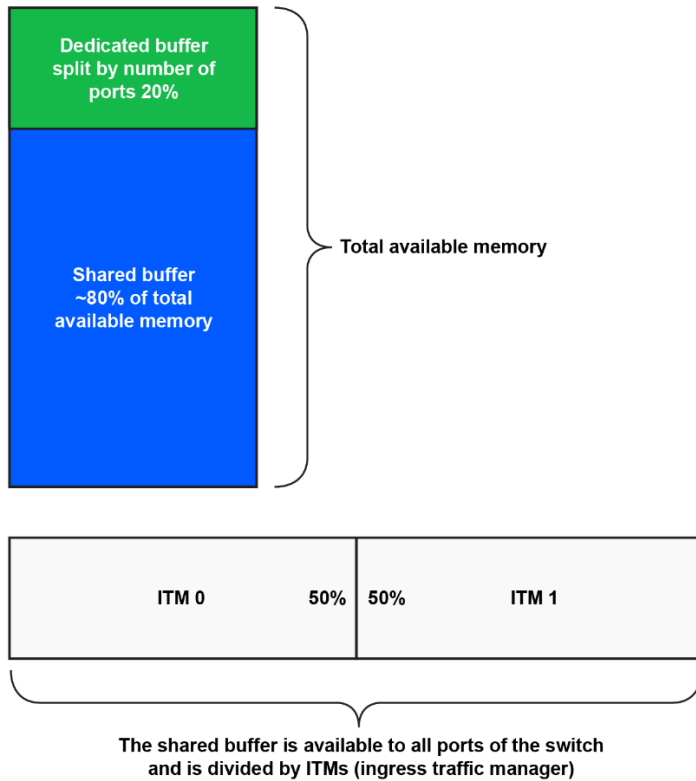 Dedicated buffer
split by number of
ports 20%
Total available memory
Shared buffer
~80% of total
available memory
ITM 0 50% 50% ITM 1
The shared buffer is available to all ports of the switch
and is divided by ITMs (ingress traffic manager)